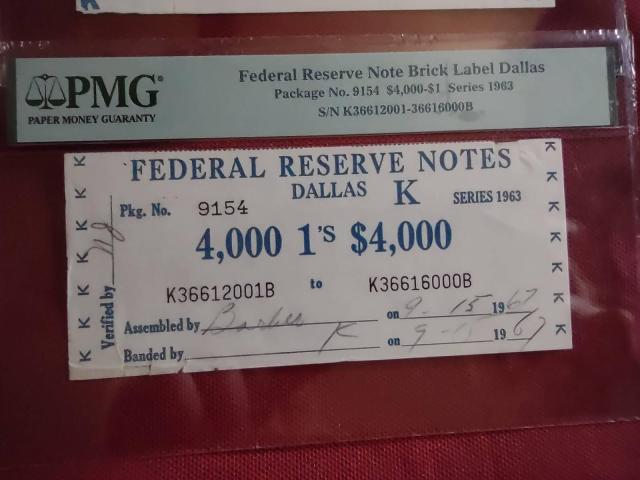 K
PMG
PAPER MONEY GUARANTY
Federal Reserve Note Brick Label Dallas
Package No. 9154 $4,000-$1 Series 1963
S/N K36612001-36616000B
FEDERAL RESERVE NOTES
DALLAS K SERIES 1963
Pkg. No. 9154
4,000 1'S $4,000
K36612001B to K36616000B
Assembled by on 9-15 1967
Banded by K on 9-15 1967
Verified by
K K K K K K K
K K K K K K K